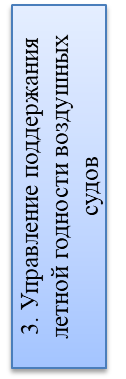 3. Управление поддержания
летной годности воздушных
судов